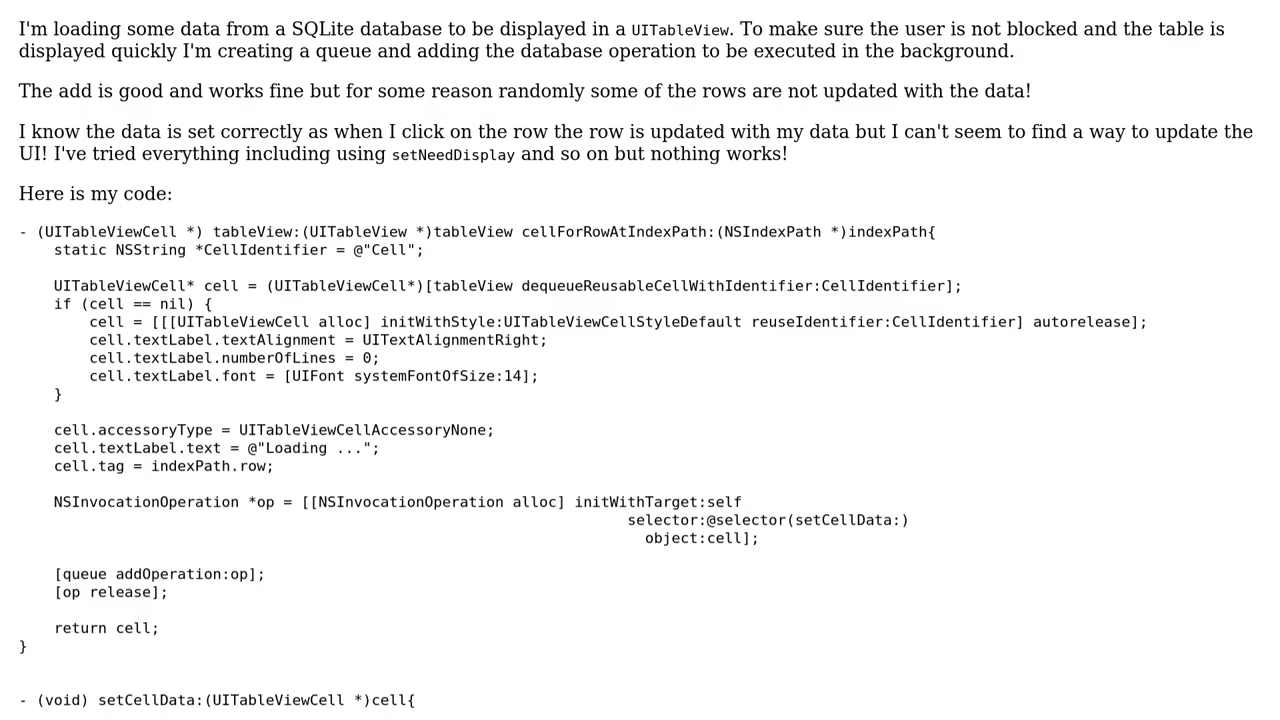 I'm loading some data from a SQLite database to be displayed in a UITableView. To make sure the user is not blocked and the table is
displayed quickly I'm creating a queue and adding the database operation to be executed in the background.
The add is good and works fine but for some reason randomly some of the rows are not updated with the data!
I know the data is set correctly as when I click on the row the row is updated with my data but I can't seem to find a way to update the
UI! I've tried everything including using setNeedDisplay and so on but nothing works!
Here is my code:
- (UITableViewCell *) tableView:(UITableView *)tableView cellForRowAtIndexPath:(NSIndexPath *)indexPath{
    static NSString *CellIdentifier = @"Cell";
    UITableViewCell* cell = (UITableViewCell*)[tableView dequeueReusableCellWithIdentifier:CellIdentifier];
    if (cell == nil) {
        cell = [[[UITableViewCell alloc] initWithStyle:UITableViewCellStyleDefault reuseIdentifier:CellIdentifier] autorelease];
        cell.textLabel.textAlignment = UITextAlignmentRight;
        cell.textLabel.numberOfLines = 0;
        cell.textLabel.font = [UIFont systemFontOfSize:14];
    }
    cell.accessoryType = UITableViewCellAccessoryNone;
    cell.textLabel.text = @"Loading ...";
    cell.tag = indexPath.row;
    NSInvocationOperation *op = [[NSInvocationOperation alloc] initWithTarget:self
                                                                     selector:@selector(setCellData:)
                                                                       object:cell];
    [queue addOperation:op];
    [op release];
    return cell;
}
- (void) setCellData:(UITableViewCell *)cell{